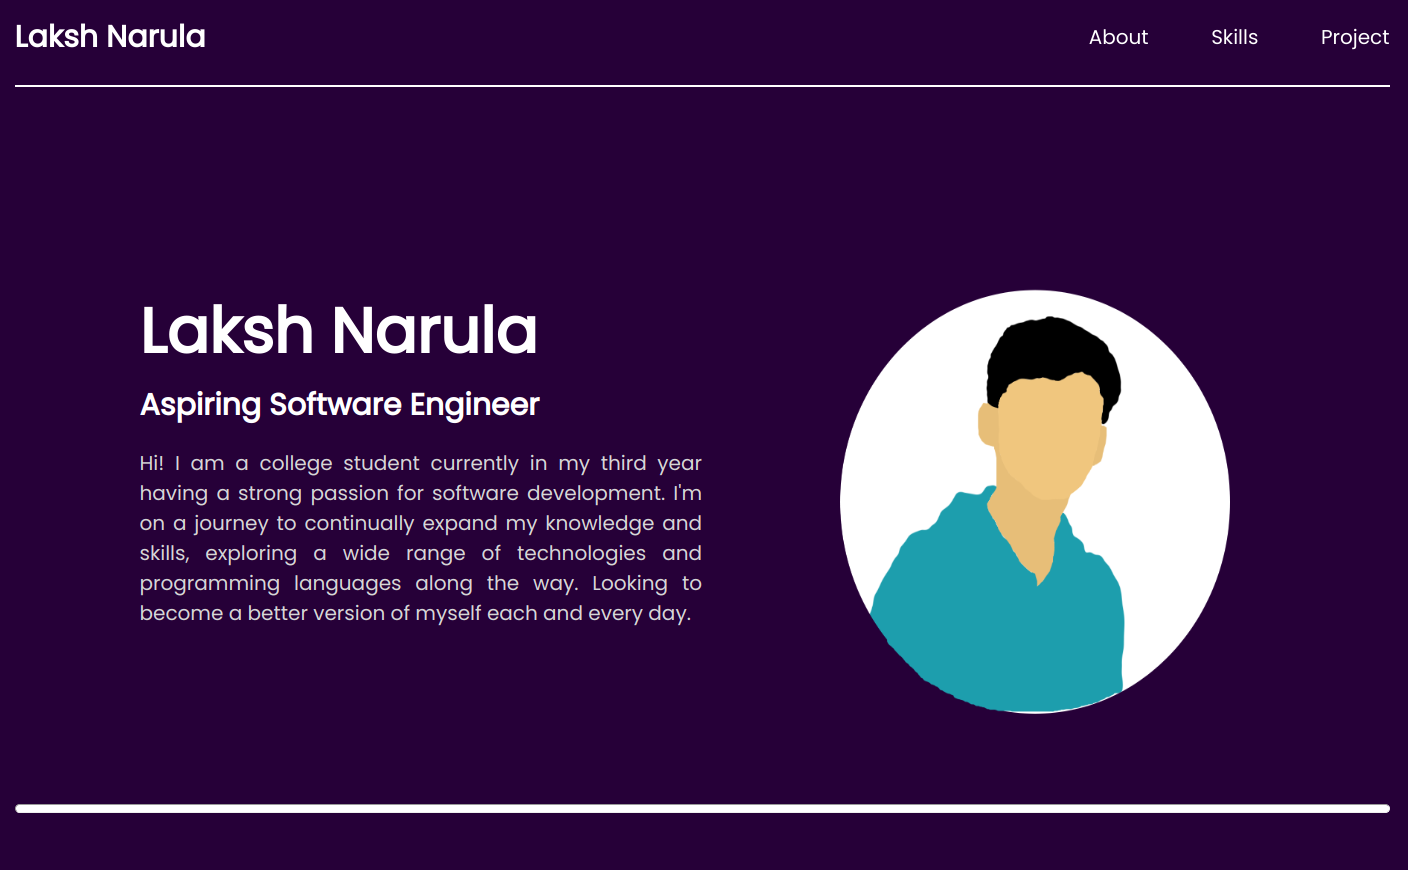 Laksh Narula
About Skills Project
Laksh Narula
Aspiring Software Engineer
Hi! I am a college student currently in my third year
having a strong passion for software development. I'm
on a journey to continually expand my knowledge and
skills, exploring a wide range of technologies and
programming languages along the way. Looking to
become a better version of myself each and every day.